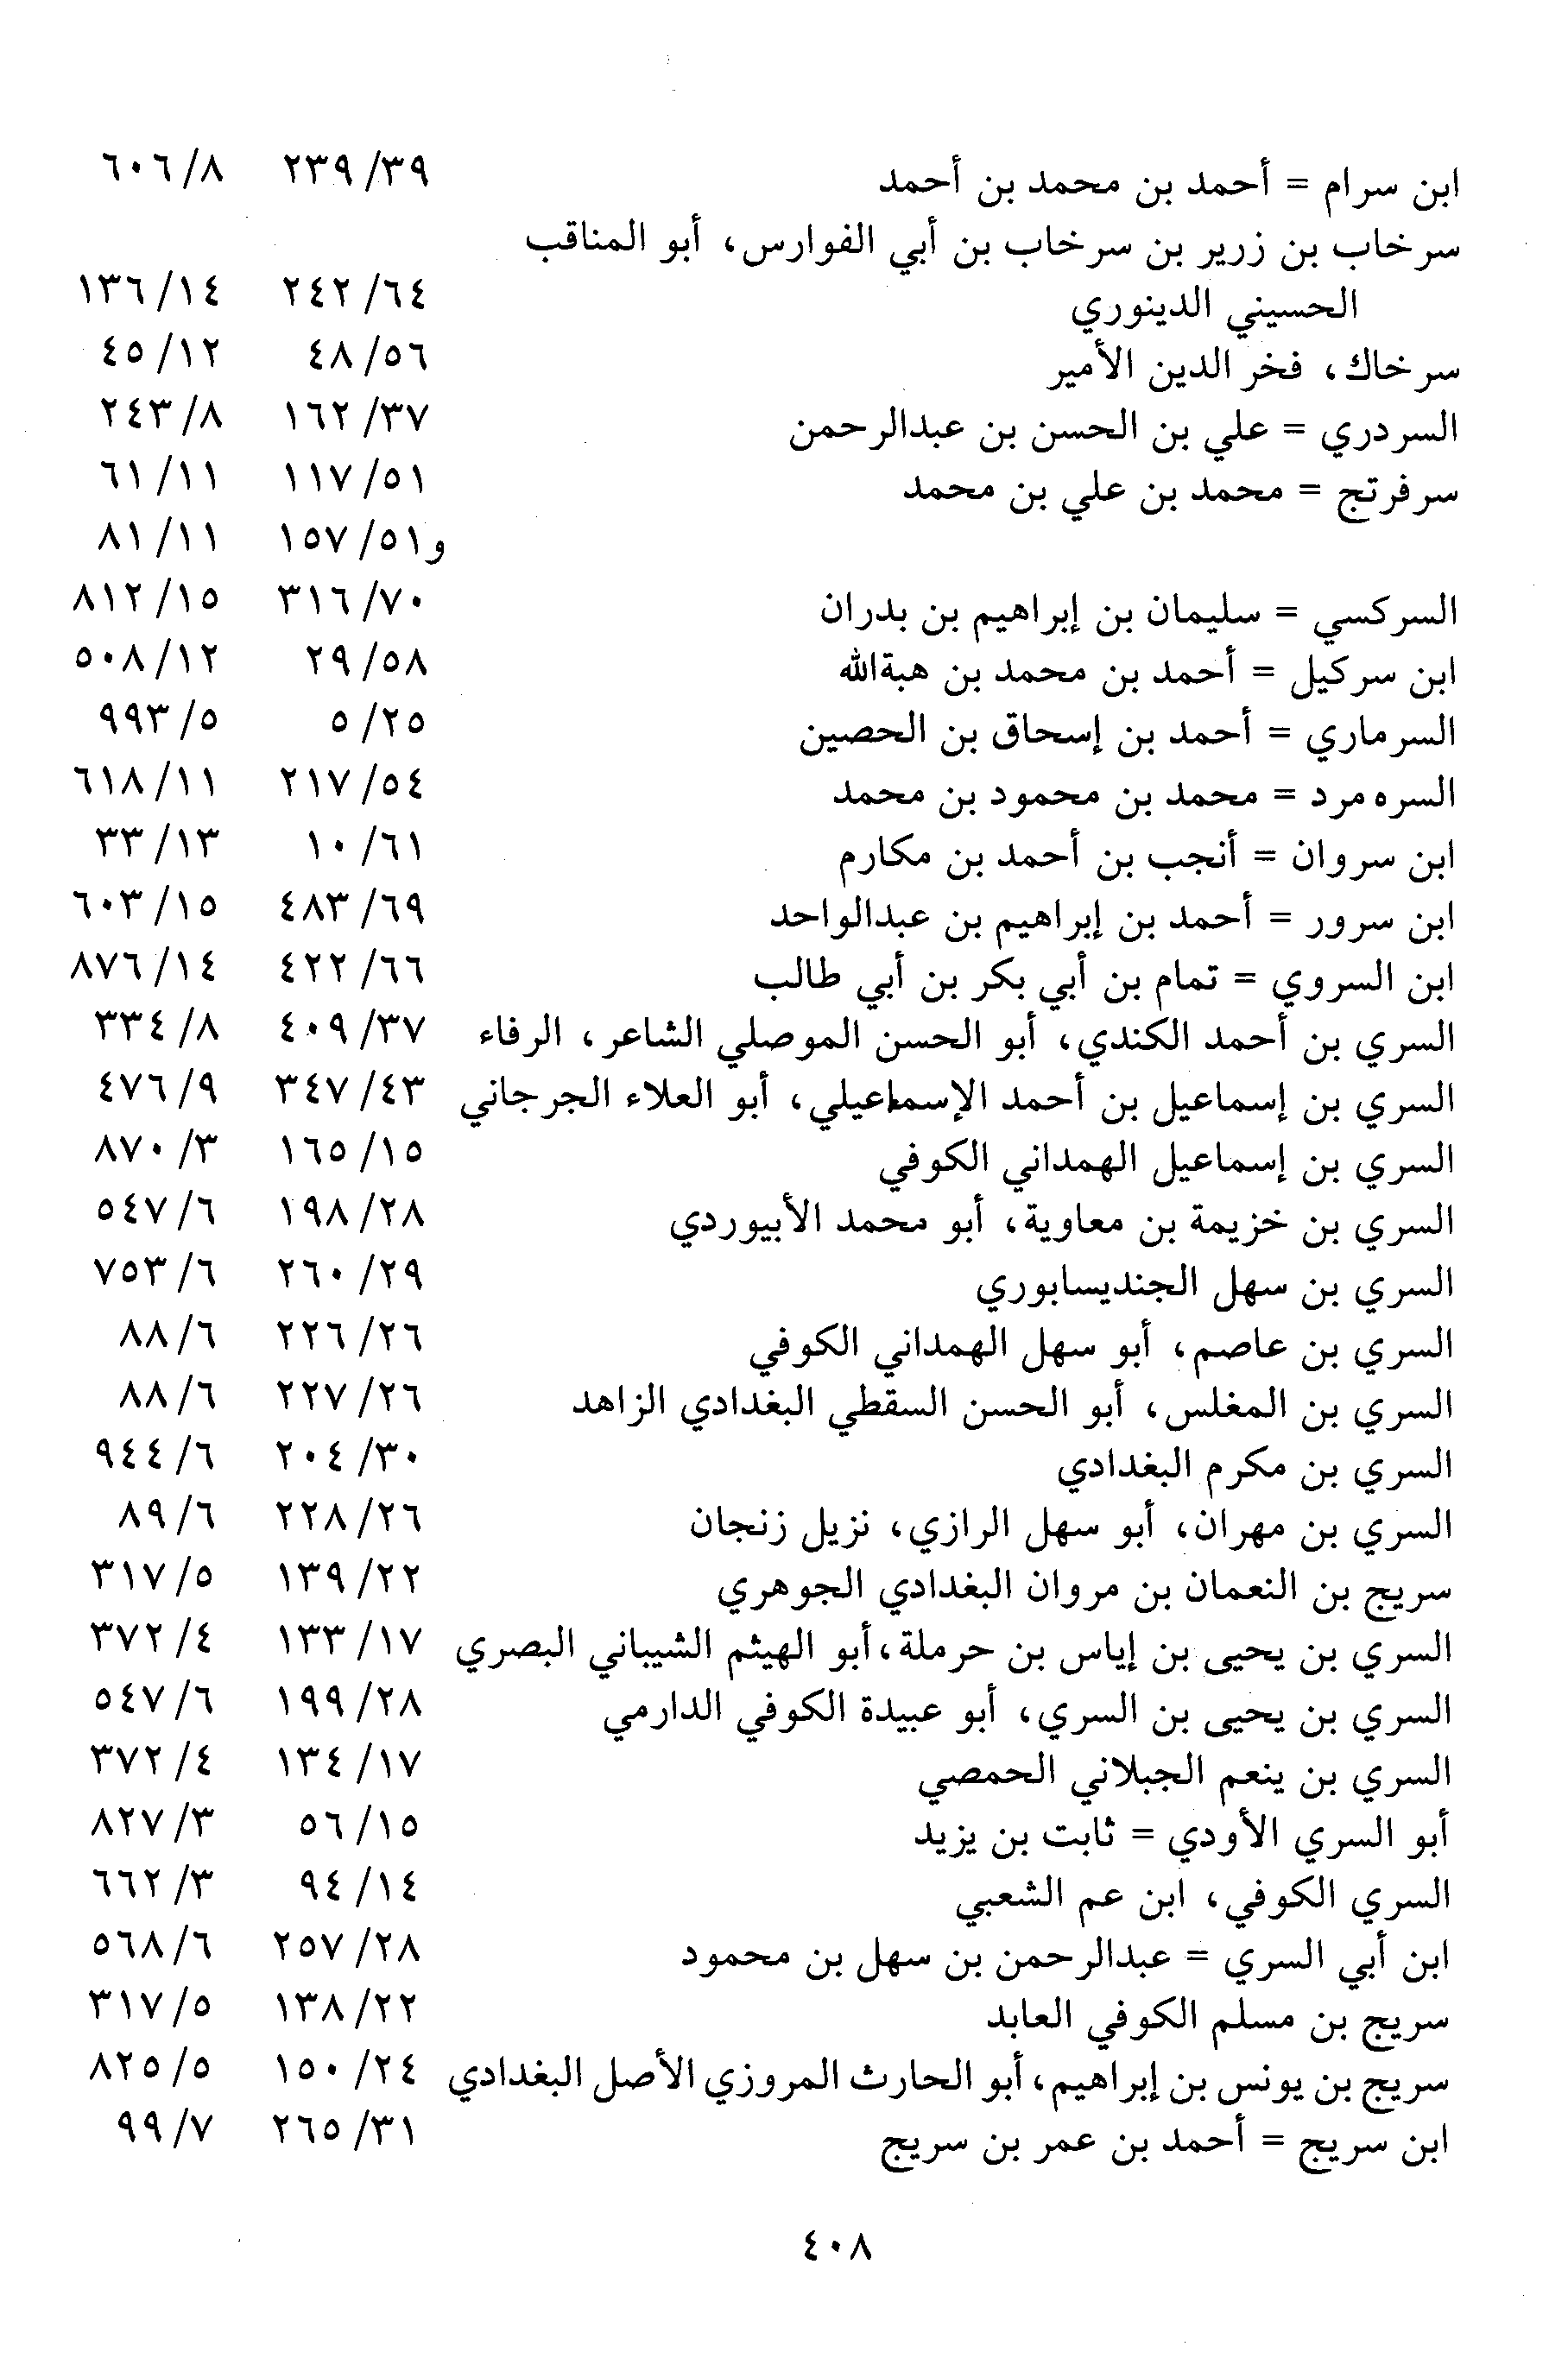 ابن سرام = أحمد بن محمد بن أحمد ٢٣٩/٣٩ ٦٠٦/٨
سرخاب بن زرير بن سرخاب بن أبي الفوارس، أبو المناقب
الحسيني الدينوري ٢٤٢/٦٤ ١٣٦/١٤
سرخاك، فخر الدين الأمير ٤٨/٥٦ ٤٥/١٢
السردري = علي بن الحسن بن عبدالرحمن ١٦٢/٣٧ ٢٤٣/٨
سرفرتج = محمد بن علي بن محمد ١١٧/٥١ ٦١/١١
و١٥٧/٥١ ٨١/١١
السركسي = سليمان بن إبراهيم بن بدران ٣١٦/٧٠ ٨١٢/١٥
ابن سركيل = أحمد بن محمد بن هبةالله ٢٩/٥٨ ٥٠٨/١٢
السرماري = أحمد بن إسحاق بن الحصين ٥/٢٥ ٩٩٣/٥
السره مرد = محمد بن محمود بن محمد ٢١٧/٥٤ ٦١٨/١١
ابن سروان = أنجب بن أحمد بن مكارم ١٠/٦١ ٣٣/١٣
ابن سرور = أحمد بن إبراهيم بن عبدالواحد ٤٨٣/٦٩ ٦٠٣/١٥
ابن السروي = تمام بن أبي بكر بن أبي طالب ٤٢٢/٦٦ ٨٧٦/١٤
السري بن أحمد الكندي، أبو الحسن الموصلي الشاعر، الرفاء ٤٠٩/٣٧ ٣٣٤/٨
السري بن إسماعيل بن أحمد الإسماعيلي، أبو العلاء الجرجاني ٣٤٧/٤٣ ٤٧٦/٩
السري بن إسماعيل الهمداني الكوفي ١٦٥/١٥ ٨٧٠/٣
السري بن خزيمة بن معاوية، أبو محمد الأبيوردي ١٩٨/٢٨ ٥٤٧/٦
السري بن سهل الجنديسابوري ٢٦٠/٢٩ ٧٥٣/٦
السري بن عاصم، أبو سهل الهمداني الكوفي ٢٢٦/٢٦ ٨٨/٦
السري بن المغلس، أبو الحسن السقطي البغدادي الزاهد ٢٢٧/٢٦ ٨٨/٦
السري بن مكرم البغدادي ٢٠٤/٣٠ ٩٤٤/٦
السري بن مهران، أبو سهل الرازي، نزيل زنجان ٢٢٨/٢٦ ٨٩/٦
سريج بن النعمان بن مروان البغدادي الجوهري ١٣٩/٢٢ ٣١٧/٥
السري بن يحيى بن إياس بن حرملة، أبو الهيثم الشيباني البصري ١٣٣/١٧ ٣٧٢/٤
السري بن يحيى بن السري، أبو عبيدة الكوفي الدارمي ١٩٩/٢٨ ٥٤٧/٦
السري بن ينعم الجبلاني الحمصي ١٣٤/١٧ ٣٧٢/٤
أبو السري الأودي = ثابت بن يزيد ٥٦/١٥ ٨٢٧/٣
السري الكوفي، ابن عم الشعبي ٩٤/١٤ ٦٦٢/٣
ابن أبي السري = عبدالرحمن بن سهل بن محمود ٢٥٧/٢٨ ٥٦٨/٦
سريج بن مسلم الكوفي العابد ١٣٨/٢٢ ٣١٧/٥
سريج بن يونس بن إبراهيم، أبو الحارث المروزي الأصل البغدادي ١٥٠/٢٤ ٨٢٥/٥
ابن سريج = أحمد بن عمر بن سريج ٢٦٥/٣١ ٩٩/٧
٤٠٨